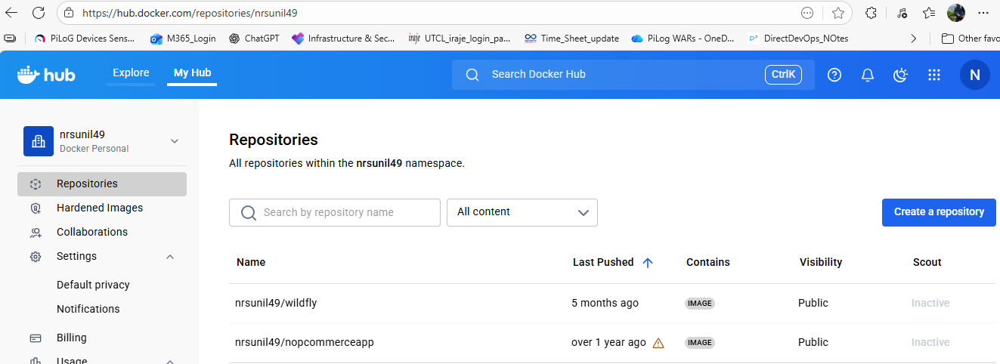 https://hub.docker.com/repositories/nrsunil49
PiLoG Devices Sens... M365_Login ChatGPT Infrastructure & Sec... iraje UTCL_iraje_login_pa... INFINITY Time_Sheet_update PiLog WARs - OneD... DirectDevOps_NOtes Other favo
hub Explore My Hub Search Docker Hub CtrlK N
nrsunil49
Docker Personal
Repositories
Hardened Images
Collaborations
Settings
Default privacy
Notifications
Billing
Usage
Repositories
All repositories within the nrsunil49 namespace.
Search by repository name All content Create a repository
Name Last Pushed Contains Visibility Scout
nrsunil49/wildfly 5 months ago IMAGE Public Inactive
nrsunil49/nopcommerceapp over 1 year ago IMAGE Public Inactive